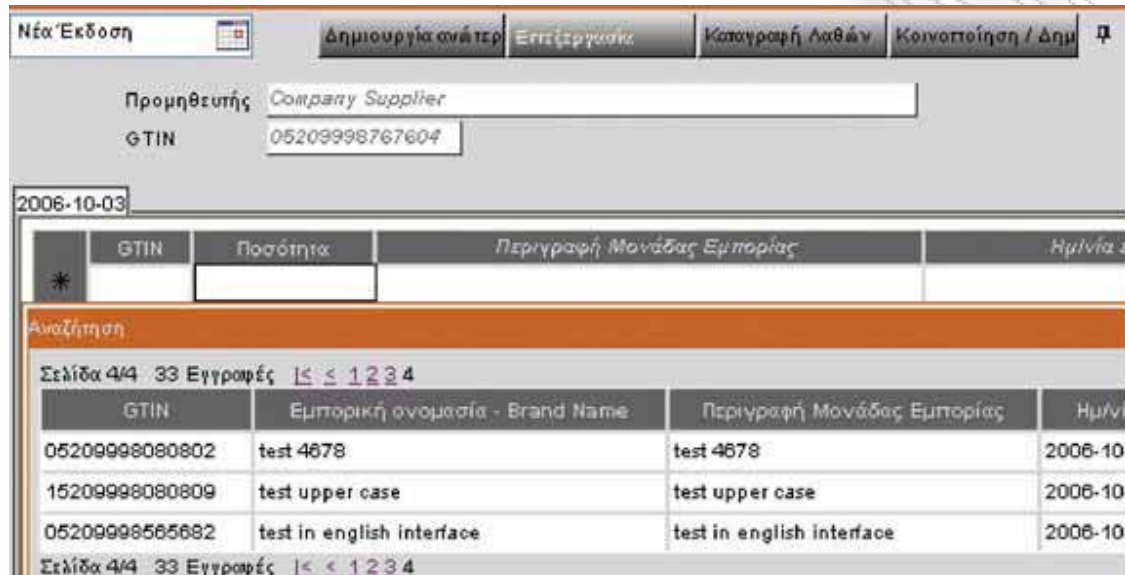 Νέα Έκδοση Δημιουργία ανώτερ Επεξεργασία Καταγραφή Λαθών Κοινοποίηση / Δημ
Προμηθευτής Company Supplier
GTIN 05209998767604
2006-10-03
GTIN Ποσότητα Περιγραφή Μονάδας Εμπορίας Ημ/νία ε
*
Αναζήτηση
Σελίδα 4/4 33 Εγγραφές |< < 1 2 3 4
GTIN Εμπορική ονομασία - Brand Name Περιγραφή Μονάδας Εμπορίας Ημ/νί
05209998080802 test 4678 test 4678 2006-10
15209998080809 test upper case test upper case 2006-10
05209998565682 test in english interface test in english interface 2006-10
Σελίδα 4/4 33 Εγγραφές |< < 1 2 3 4